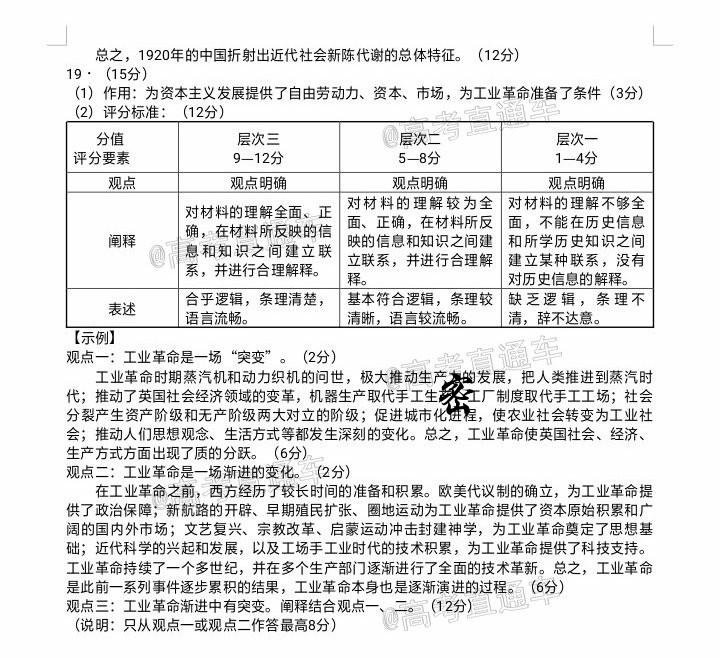 总之，1920年的中国折射出近代社会新陈代谢的总体特征。（12分）
19·（15分）
（1）作用：为资本主义发展提供了自由劳动力、资本、市场，为工业革命准备了条件（3分）
（2）评分标准：（12分）
分值 层次三 层次二 层次一
评分要素 9—12分 5—8分 1—4分
观点 观点明确 观点明确 观点明确
阐释
对材料的理解全面、正
确，在材料所反映的信
息和知识之间建立联
系，并进行合理解释。
对材料的理解较为全
面、正确，在材料所反
映的信息和知识之间建
立联系，并进行合理解
释。
对材料的理解不够全
面，不能在历史信息
和所学历史知识之间
建立某种联系，没有
对历史信息的解释。
表述
合乎逻辑，条理清楚，
语言流畅。
基本符合逻辑，条理较
清晰，语言较流畅。
缺乏逻辑，条理不
清，辞不达意。
【示例】
观点一：工业革命是一场“突变”。（2分）
工业革命时期蒸汽机和动力织机的问世，极大推动生产力的发展，把人类推进到蒸汽时
代；推动了英国社会经济领域的变革，机器生产取代手工生产，工厂制度取代手工工场；社会
分裂产生资产阶级和无产阶级两大对立的阶级；促进城市化进程，使农业社会转变为工业社
会；推动人们思想观念、生活方式等都发生深刻的变化。总之，工业革命使英国社会、经济、
生产方式方面出现了质的分跃。（6分）
观点二：工业革命是一场渐进的变化。（2分）
在工业革命之前，西方经历了较长时间的准备和积累。欧美代议制的确立，为工业革命提
供了政治保障；新航路的开辟、早期殖民扩张、圈地运动为工业革命提供了资本原始积累和广
阔的国内外市场；文艺复兴、宗教改革、启蒙运动冲击封建神学，为工业革命奠定了思想基
础；近代科学的兴起和发展，以及工场手工业时代的技术积累，为工业革命提供了科技支持。
工业革命持续了一个多世纪，并在多个生产部门逐渐进行了全面的技术革新。总之，工业革命
是此前一系列事件逐步累积的结果，工业革命本身也是逐渐演进的过程。（6分）
观点三：工业革命渐进中有突变。阐释结合观点一、二。（12分）
（说明：只从观点一或观点二作答最高8分）
密
@高考直通车
@高考直通车
@高考直通车
@高考直通车
@高考直通车